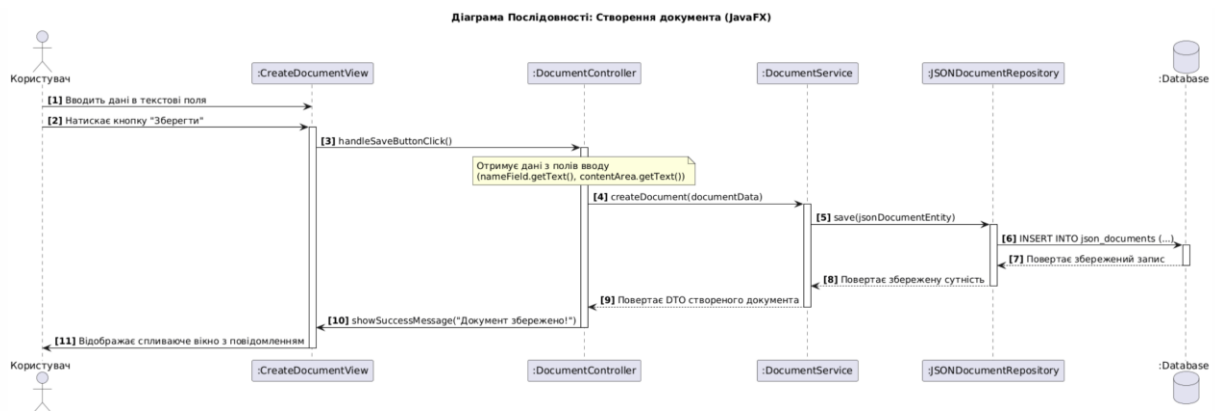 Діаграма Послідовності: Створення документа (JavaFX)
Користувач
:CreateDocumentView
:DocumentController
:DocumentService
:JSONDocumentRepository
:Database
[1] Вводить дані в текстові поля
[2] Натискає кнопку "Зберегти"
[3] handleSaveButtonClick()
Отримує дані з полів вводу
(nameField.getText(), contentArea.getText())
[4] createDocument(documentData)
[5] save(jsonDocumentEntity)
[6] INSERT INTO json_documents (...)
[7] Повертає збережений запис
[8] Повертає збережену сутність
[9] Повертає DTO створеного документа
[10] showSuccessMessage("Документ збережено!")
[11] Відображає спливаюче вікно з повідомленням
Користувач
:CreateDocumentView
:DocumentController
:DocumentService
:JSONDocumentRepository
:Database